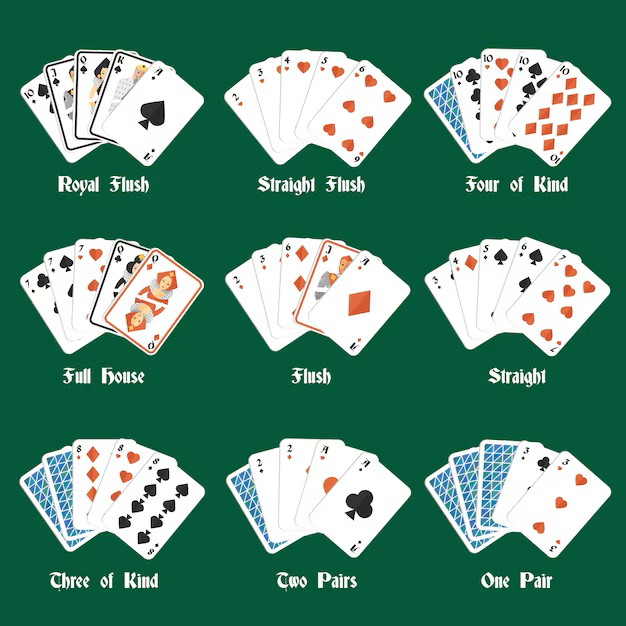 Royal Flush
Straight Flush
Four of Kind
Full House
Flush
Straight
Three of Kind
Two Pairs
One Pair